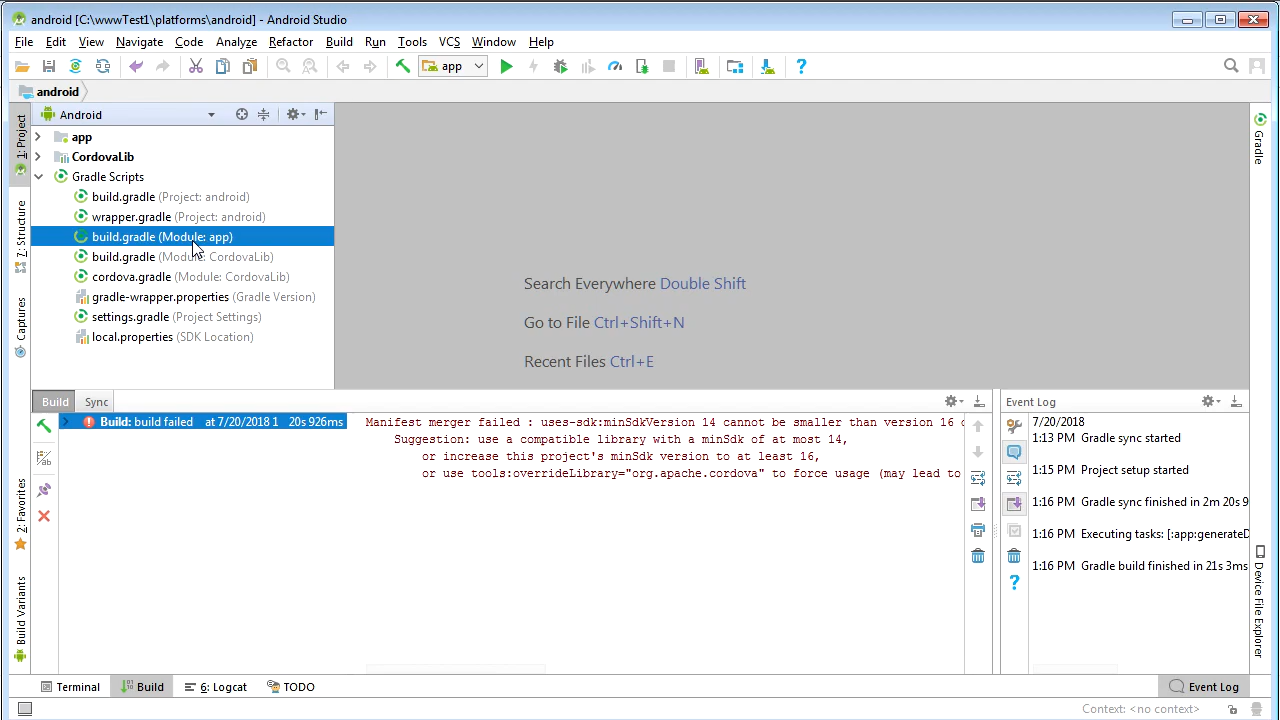 android [C:\wwwTest1\platforms\android] - Android Studio
File Edit View Navigate Code Analyze Refactor Build Run Tools VCS Window Help
app
android
1: Project
7: Structure
Captures
2: Favorites
Build Variants
Android
app
CordovaLib
Gradle Scripts
build.gradle (Project: android)
wrapper.gradle (Project: android)
build.gradle (Module: app)
build.gradle (Module: CordovaLib)
cordova.gradle (Module: CordovaLib)
gradle-wrapper.properties (Gradle Version)
settings.gradle (Project Settings)
local.properties (SDK Location)
Search Everywhere Double Shift
Go to File Ctrl+Shift+N
Recent Files Ctrl+E
Gradle
Device File Explorer
Build Sync
Build: build failed at 7/20/2018 1 20s 926ms
Manifest merger failed : uses-sdk:minSdkVersion 14 cannot be smaller than version 16
Suggestion: use a compatible library with a minSdk of at most 14,
or increase this project's minSdk version to at least 16,
or use tools:overrideLibrary="org.apache.cordova" to force usage (may lead to
Event Log
7/20/2018
1:13 PM Gradle sync started
1:15 PM Project setup started
1:16 PM Gradle sync finished in 2m 20s 9
1:16 PM Executing tasks: [:app:generateD
1:16 PM Gradle build finished in 21s 3ms
Terminal Build 6: Logcat TODO Event Log
Context: <no context>